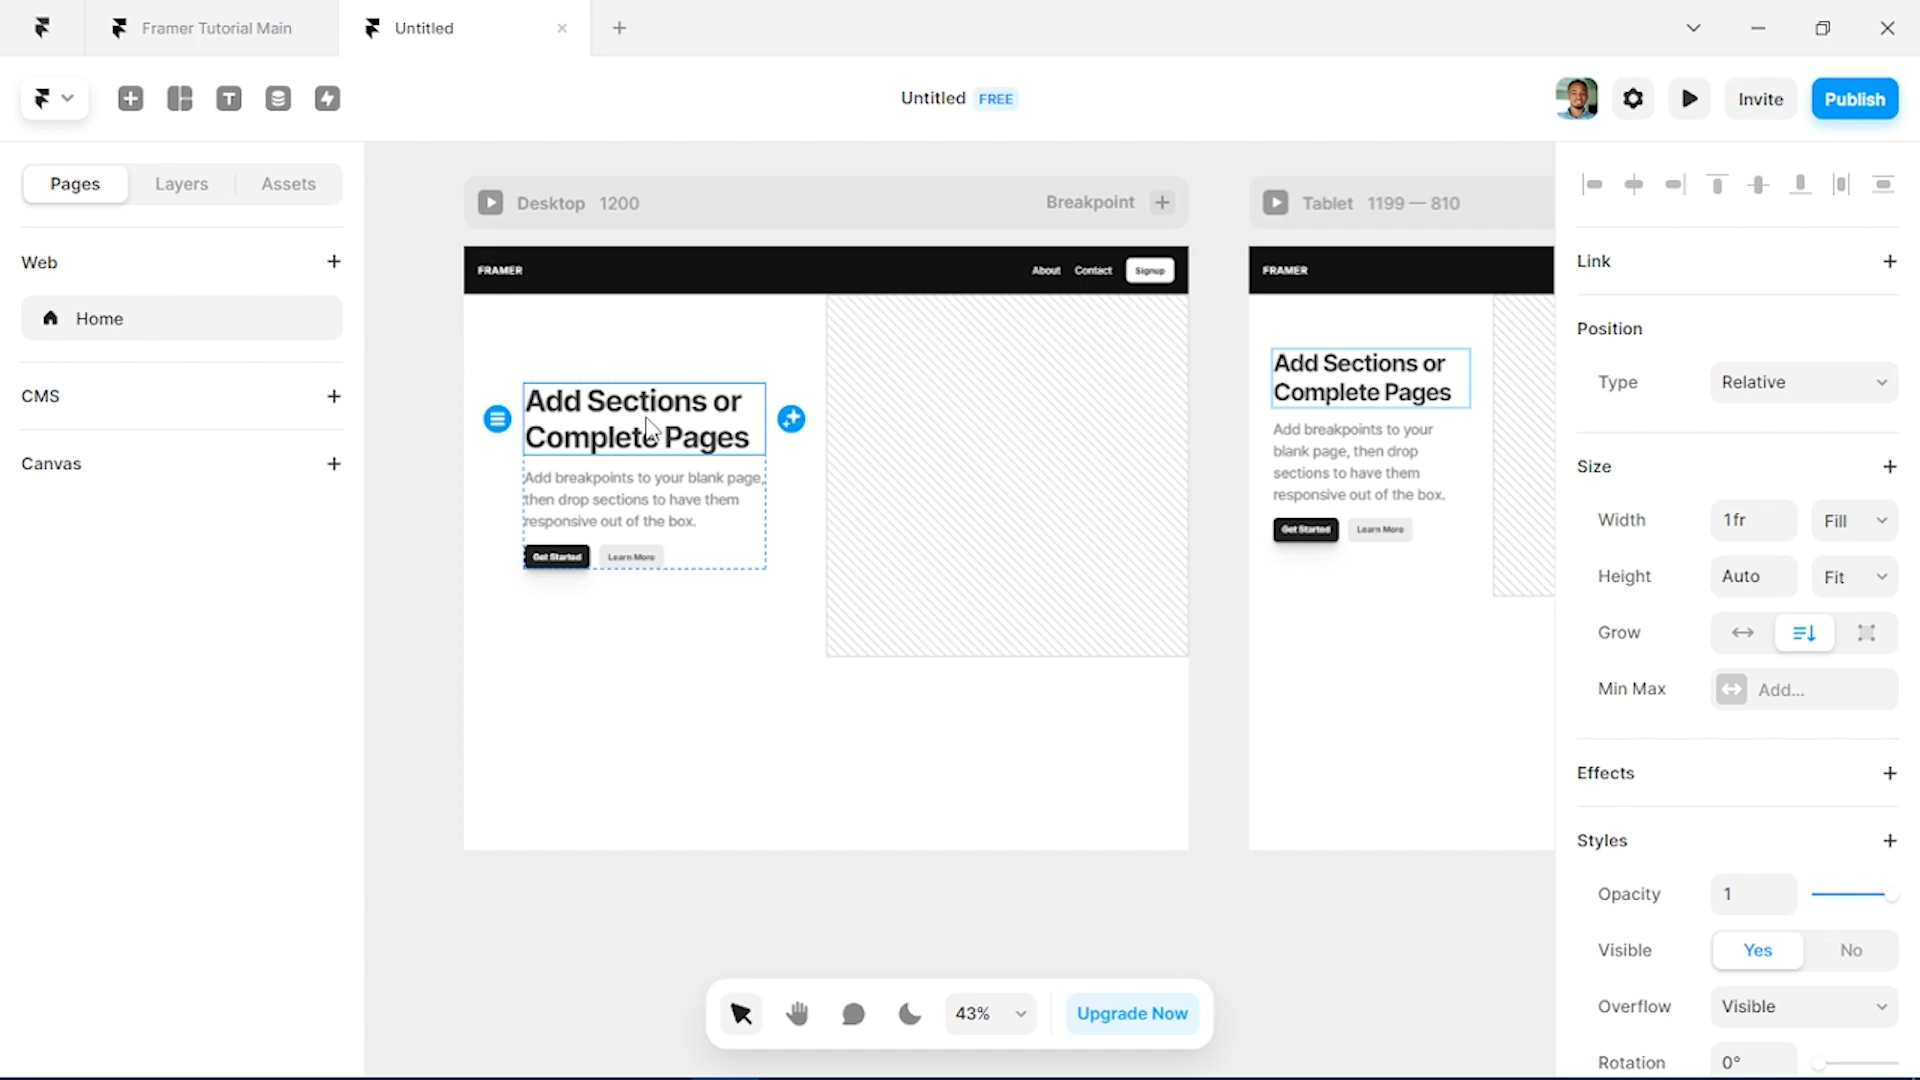 Framer Tutorial Main
Untitled
Untitled FREE
Invite
Publish
Pages
Layers
Assets
Web
Home
CMS
Canvas
Desktop 1200
Breakpoint
FRAMER
About
Contact
Signup
Add Sections or
Complete Pages
Add breakpoints to your blank page,
then drop sections to have them
responsive out of the box.
Get Started
Learn More
Tablet 1199 — 810
FRAMER
Add Sections or
Complete Pages
Add breakpoints to your
blank page, then drop
sections to have them
responsive out of the box.
Get Started
Learn More
43%
Upgrade Now
Link
Position
Type Relative
Size
Width 1fr Fill
Height Auto Fit
Grow
Min Max Add...
Effects
Styles
Opacity 1
Visible Yes No
Overflow Visible
Rotation 0°